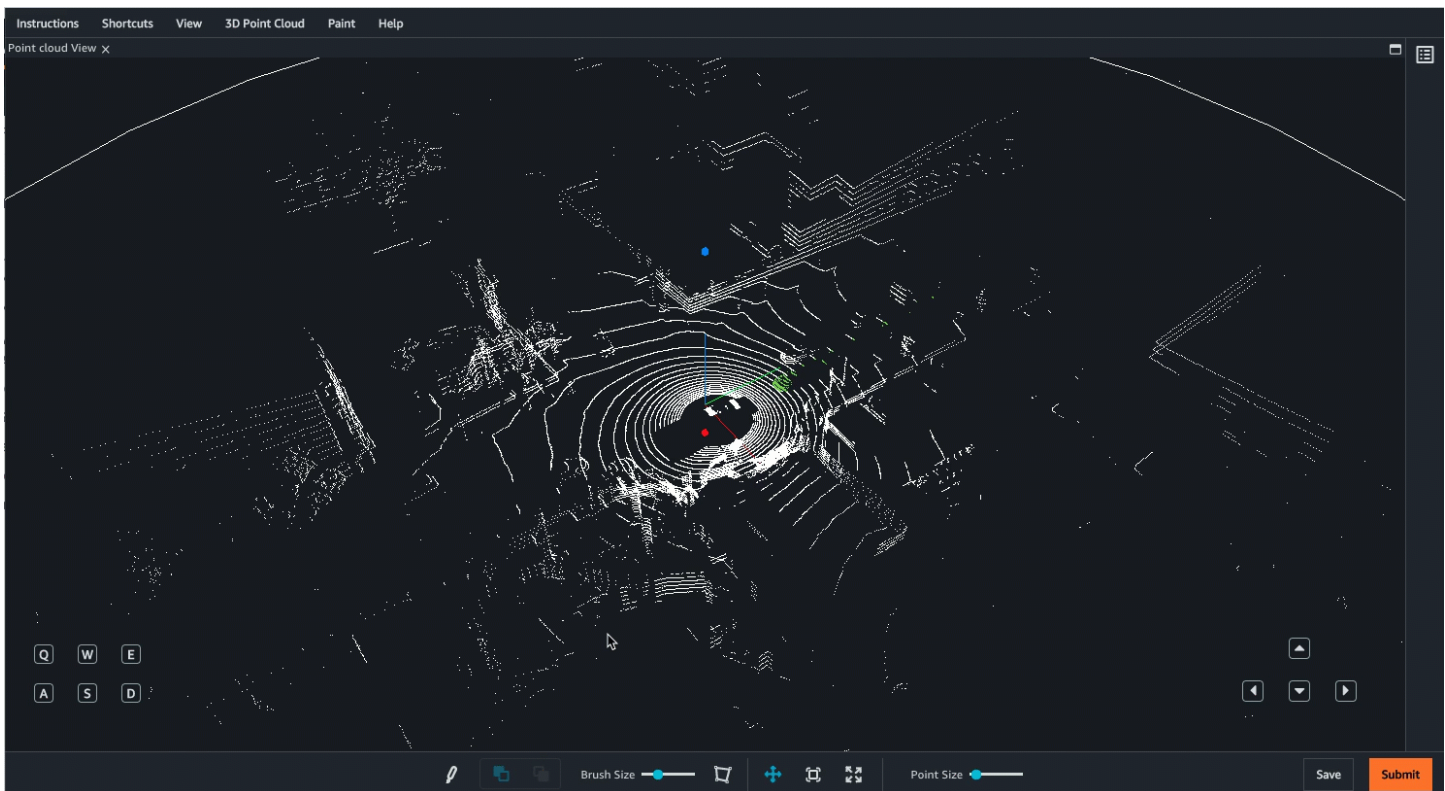 Instructions Shortcuts View 3D Point Cloud Paint Help
Point cloud View x
Q W E
A S D
Brush Size Point Size Save Submit